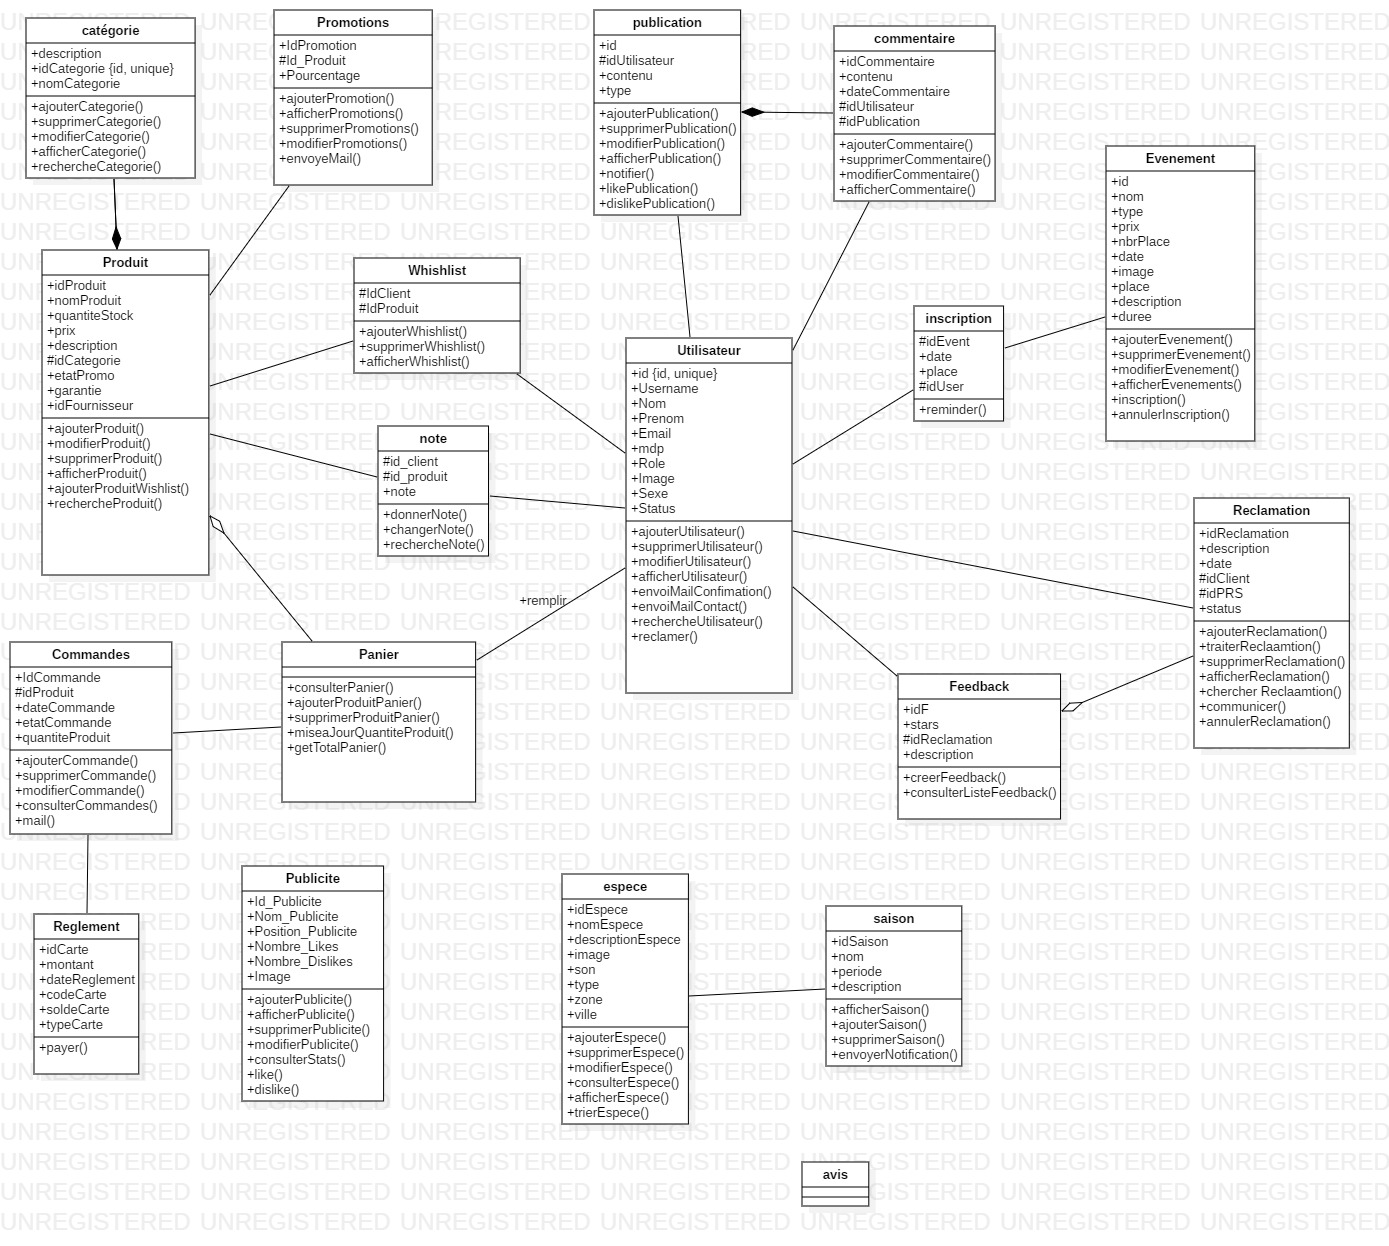 catégorie
+description
+idCategorie {id, unique}
+nomCategorie
+ajouterCategorie()
+supprimerCategorie()
+modifierCategorie()
+afficherCategorie()
+rechercheCategorie()
Promotions
+IdPromotion
#Id_Produit
+Pourcentage
+ajouterPromotion()
+afficherPromotions()
+supprimerPromotions()
+modifierPromotions()
+envoyeMail()
publication
+id
#idUtilisateur
+contenu
+type
+ajouterPublication()
+supprimerPublication()
+modifierPublication()
+afficherPublication()
+notifier()
+likePublication()
+dislikePublication()
commentaire
+idCommentaire
+contenu
+dateCommentaire
#idUtilisateur
#idPublication
+ajouterCommentaire()
+supprimerCommentaire()
+modifierCommentaire()
+afficherCommentaire()
Evenement
+id
+nom
+type
+prix
+nbrPlace
+date
+image
+place
+description
+duree
+ajouterEvenement()
+supprimerEvenement()
+modifierEvenement()
+afficherEvenements()
+inscription()
+annulerInscription()
Produit
+idProduit
+nomProduit
+quantiteStock
+prix
+description
#idCategorie
+etatPromo
+garantie
+idFournisseur
+ajouterProduit()
+modifierProduit()
+supprimerProduit()
+afficherProduit()
+ajouterProduitWishlist()
+rechercheProduit()
Whishlist
#IdClient
#IdProduit
+ajouterWhishlist()
+supprimerWhishlist()
+afficherWhishlist()
Utilisateur
+id {id, unique}
+Username
+Nom
+Prenom
+Email
+mdp
+Role
+Image
+Sexe
+Status
+ajouterUtilisateur()
+supprimerUtilisateur()
+modifierUtilisateur()
+afficherUtilisateur()
+envoiMailConfimation()
+envoiMailContact()
+rechercheUtilisateur()
+reclamer()
inscription
#idEvent
+date
+place
#idUser
+reminder()
note
#id_client
#id_produit
+note
+donnerNote()
+changerNote()
+rechercheNote()
Reclamation
+idReclamation
+description
+date
#idClient
#idPRS
+status
+ajouterReclamation()
+traiterReclaamtion()
+supprimerReclamation()
+afficherReclamation()
+chercher Reclaamtion()
+communicer()
+annulerReclamation()
+remplir
Commandes
+IdCommande
#idProduit
+dateCommande
+etatCommande
+quantiteProduit
+ajouterCommande()
+supprimerCommande()
+modifierCommande()
+consulterCommandes()
+mail()
Panier
+consulterPanier()
+ajouterProduitPanier()
+supprimerProduitPanier()
+miseaJourQuantiteProduit()
+getTotalPanier()
Feedback
+idF
+stars
#idReclamation
+description
+creerFeedback()
+consulterListeFeedback()
Reglement
+idCarte
+montant
+dateReglement
+codeCarte
+soldeCarte
+typeCarte
+payer()
Publicite
+Id_Publicite
+Nom_Publicite
+Position_Publicite
+Nombre_Likes
+Nombre_Dislikes
+Image
+ajouterPublicite()
+afficherPublicite()
+supprimerPublicite()
+modifierPublicite()
+consulterStats()
+like()
+dislike()
espece
+idEspece
+nomEspece
+descriptionEspece
+image
+son
+type
+zone
+ville
+ajouterEspece()
+supprimerEspece()
+modifierEspece()
+consulterEspece()
+afficherEspece()
+trierEspece()
saison
+idSaison
+nom
+periode
+description
+afficherSaison()
+ajouterSaison()
+supprimerSaison()
+envoyerNotification()
avis